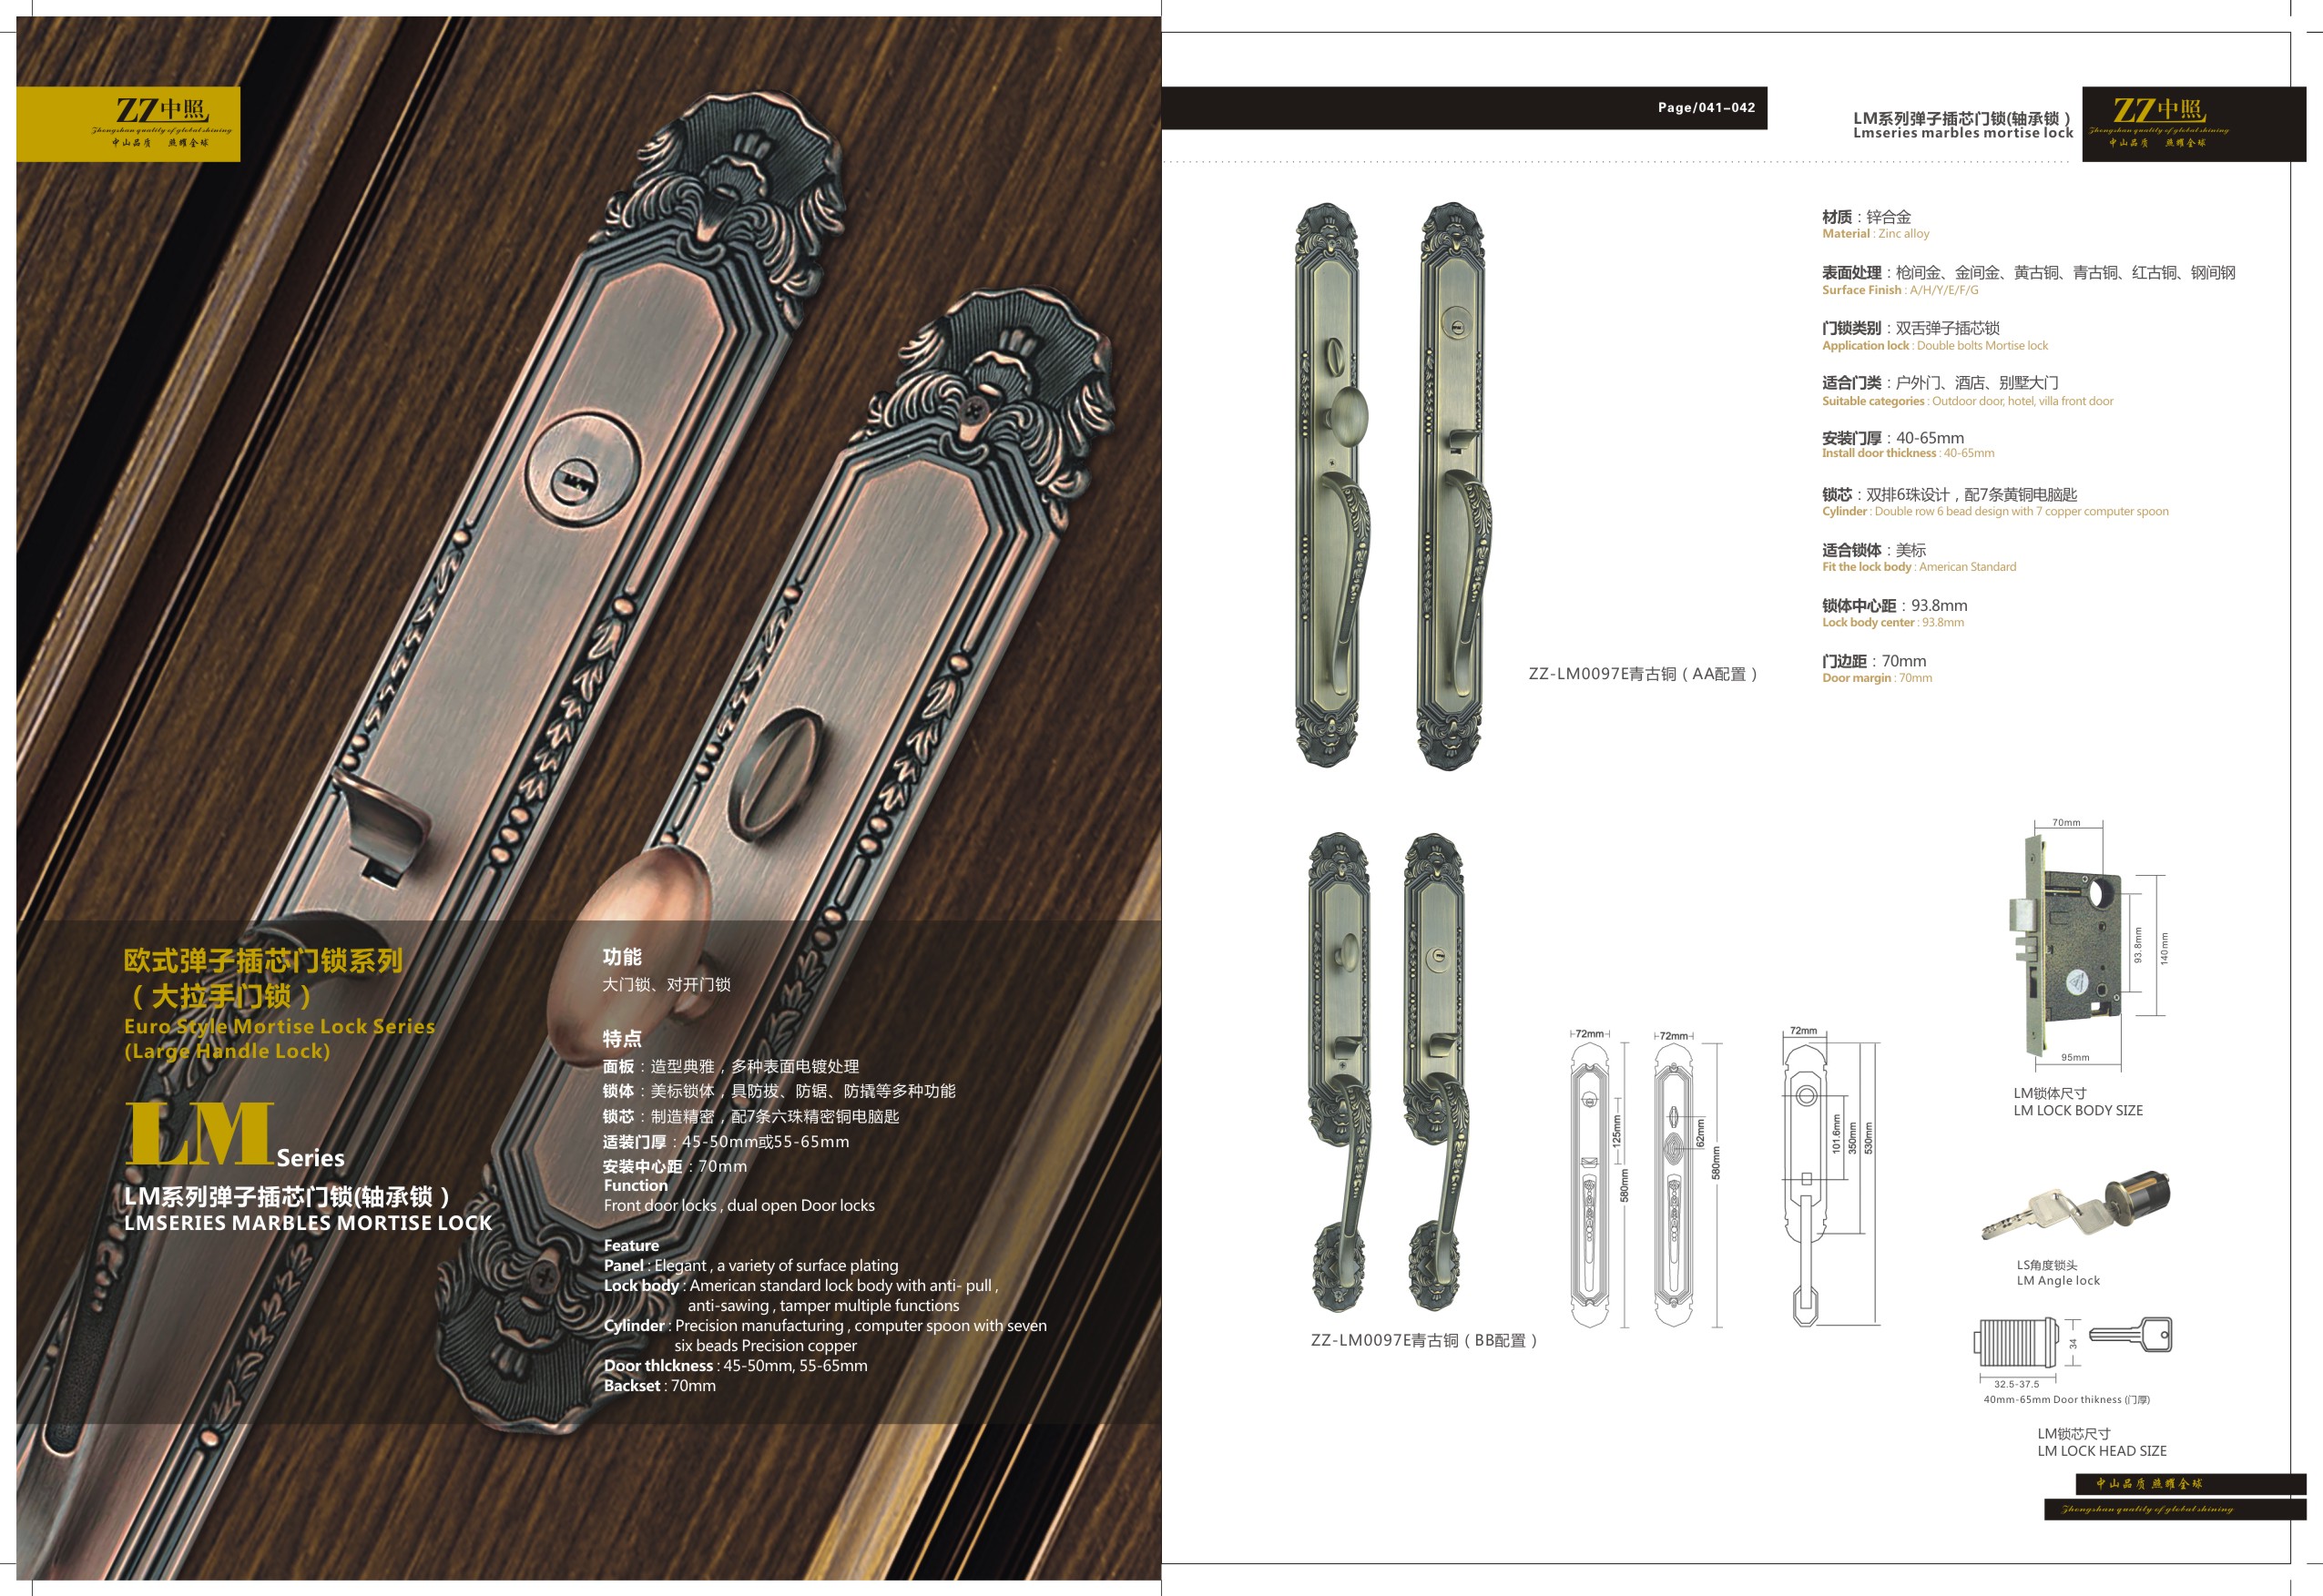 ZZ中照
Zhongshan quality of global shining
中山品质 照耀全球
欧式弹子插芯门锁系列
（大拉手门锁）
Euro Style Mortise Lock Series
(Large Handle Lock)
LM Series
LM系列弹子插芯门锁(轴承锁）
LMSERIES MARBLES MORTISE LOCK
功能
大门锁、对开门锁
特点
面板：造型典雅，多种表面电镀处理
锁体：美标锁体，具防拔、防锯、防撬等多种功能
锁芯：制造精密，配7条六珠精密铜电脑匙
适装门厚：45-50mm或55-65mm
安装中心距：70mm
Function
Front door locks , dual open Door locks
Feature
Panel : Elegant , a variety of surface plating
Lock body : American standard lock body with anti- pull ,
anti-sawing , tamper multiple functions
Cylinder : Precision manufacturing , computer spoon with seven
six beads Precision copper
Door thlckness : 45-50mm, 55-65mm
Backset : 70mm
Page/041-042
LM系列弹子插芯门锁(轴承锁）
Lmseries marbles mortise lock
ZZ中照
Zhongshan quality of global shining
中山品质 照耀全球
材质：锌合金
Material : Zinc alloy
表面处理：枪间金、金间金、黄古铜、青古铜、红古铜、钢间钢
Surface Finish : A/H/Y/E/F/G
门锁类别：双舌弹子插芯锁
Application lock : Double bolts Mortise lock
适合门类：户外门、酒店、别墅大门
Suitable categories : Outdoor door, hotel, villa front door
安装门厚：40-65mm
Install door thickness : 40-65mm
锁芯：双排6珠设计，配7条黄铜电脑匙
Cylinder : Double row 6 bead design with 7 copper computer spoon
适合锁体：美标
Fit the lock body : American Standard
锁体中心距：93.8mm
Lock body center : 93.8mm
门边距：70mm
Door margin : 70mm
ZZ-LM0097E青古铜（AA配置）
ZZ-LM0097E青古铜（BB配置）
72mm
125mm
580mm
72mm
62mm
580mm
72mm
101.6mm
350mm
530mm
70mm
93.8mm
140mm
95mm
LM锁体尺寸
LM LOCK BODY SIZE
LS角度锁头
LM Angle lock
34
32.5-37.5
40mm-65mm Door thikness (门厚)
LM锁芯尺寸
LM LOCK HEAD SIZE
中山品质 照耀全球
Zhongshan quality of global shining